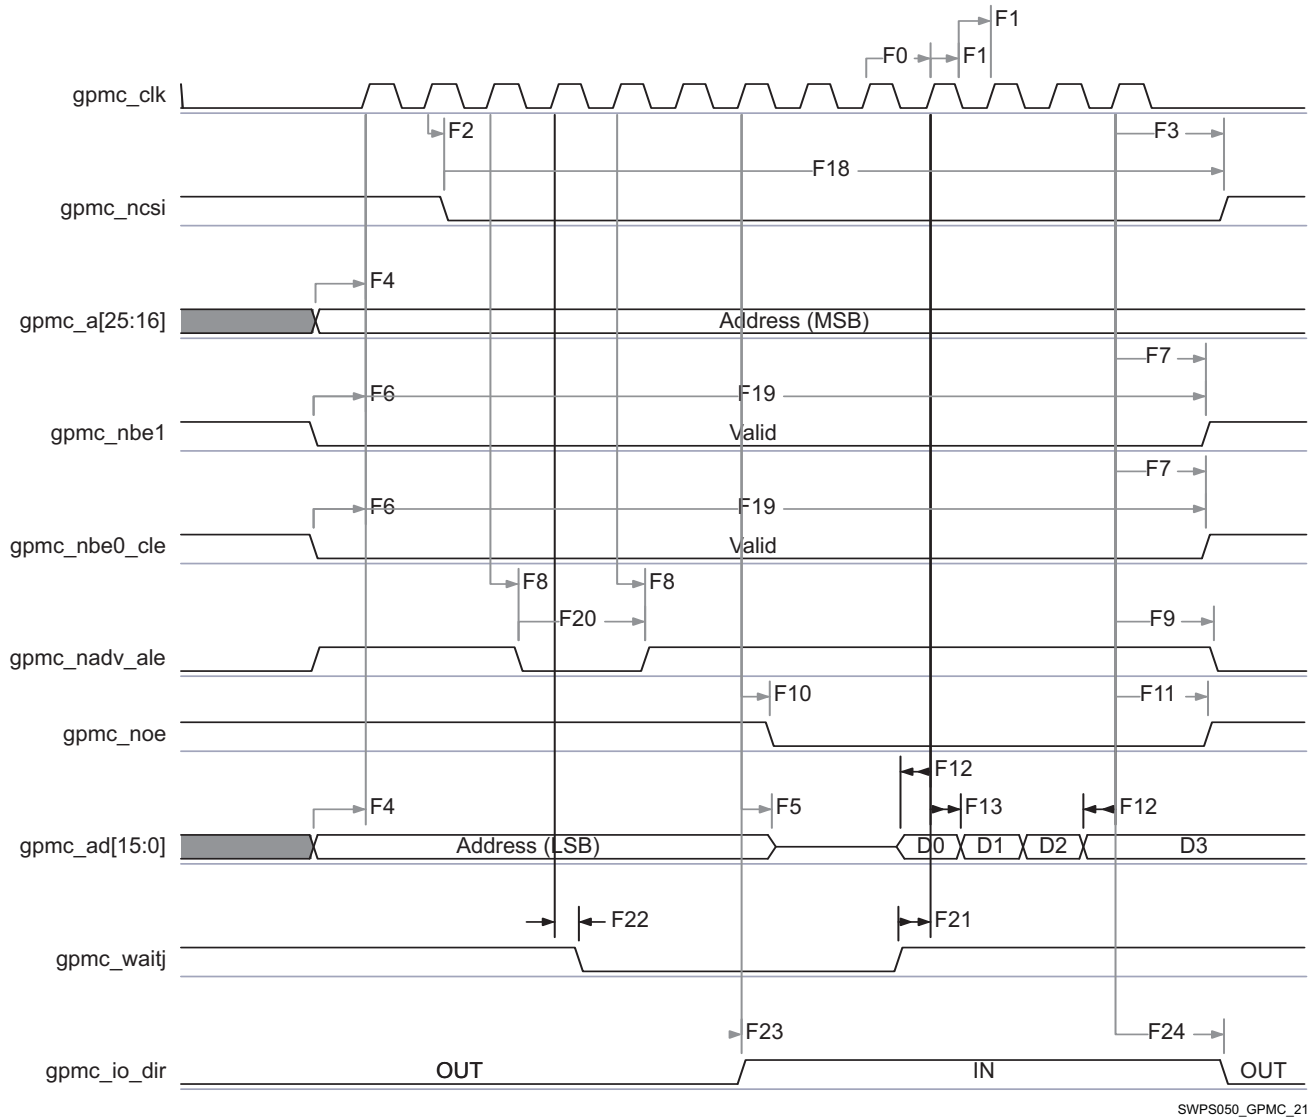 F1
F0 F1
gpmc_clk
F2 F3
F18
gpmc_ncsi
F4
gpmc_a[25:16] Address (MSB)
F7
F6 F19
gpmc_nbe1 Valid
F7
F6 F19
gpmc_nbe0_cle Valid
F8 F8
F20 F9
gpmc_nadv_ale
F10 F11
gpmc_noe
F12
F4 F5 F13 F12
gpmc_ad[15:0] Address (LSB) D0 D1 D2 D3
F22 F21
gpmc_waitj
F23 F24
gpmc_io_dir OUT IN OUT
SWPS050_GPMC_21